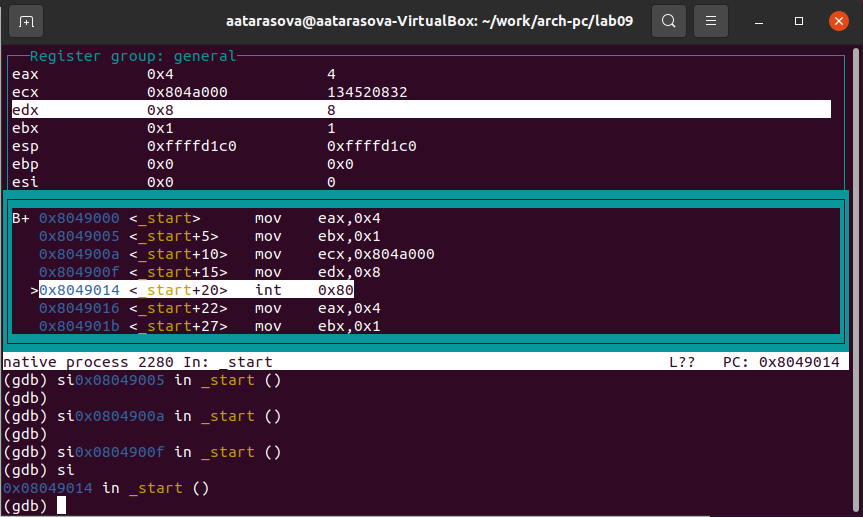 aatarasova@aatarasova-VirtualBox: ~/work/arch-pc/lab09
Register group: general
eax 0x4 4
ecx 0x804a000 134520832
edx 0x8 8
ebx 0x1 1
esp 0xffffd1c0 0xffffd1c0
ebp 0x0 0x0
esi 0x0 0
B+ 0x8049000 <_start> mov eax,0x4
0x8049005 <_start+5> mov ebx,0x1
0x804900a <_start+10> mov ecx,0x804a000
0x804900f <_start+15> mov edx,0x8
>0x8049014 <_start+20> int 0x80
0x8049016 <_start+22> mov eax,0x4
0x804901b <_start+27> mov ebx,0x1
native process 2280 In: _start L?? PC: 0x8049014
(gdb) si0x08049005 in _start ()
(gdb)
(gdb) si0x0804900a in _start ()
(gdb)
(gdb) si0x0804900f in _start ()
(gdb) si
0x08049014 in _start ()
(gdb)